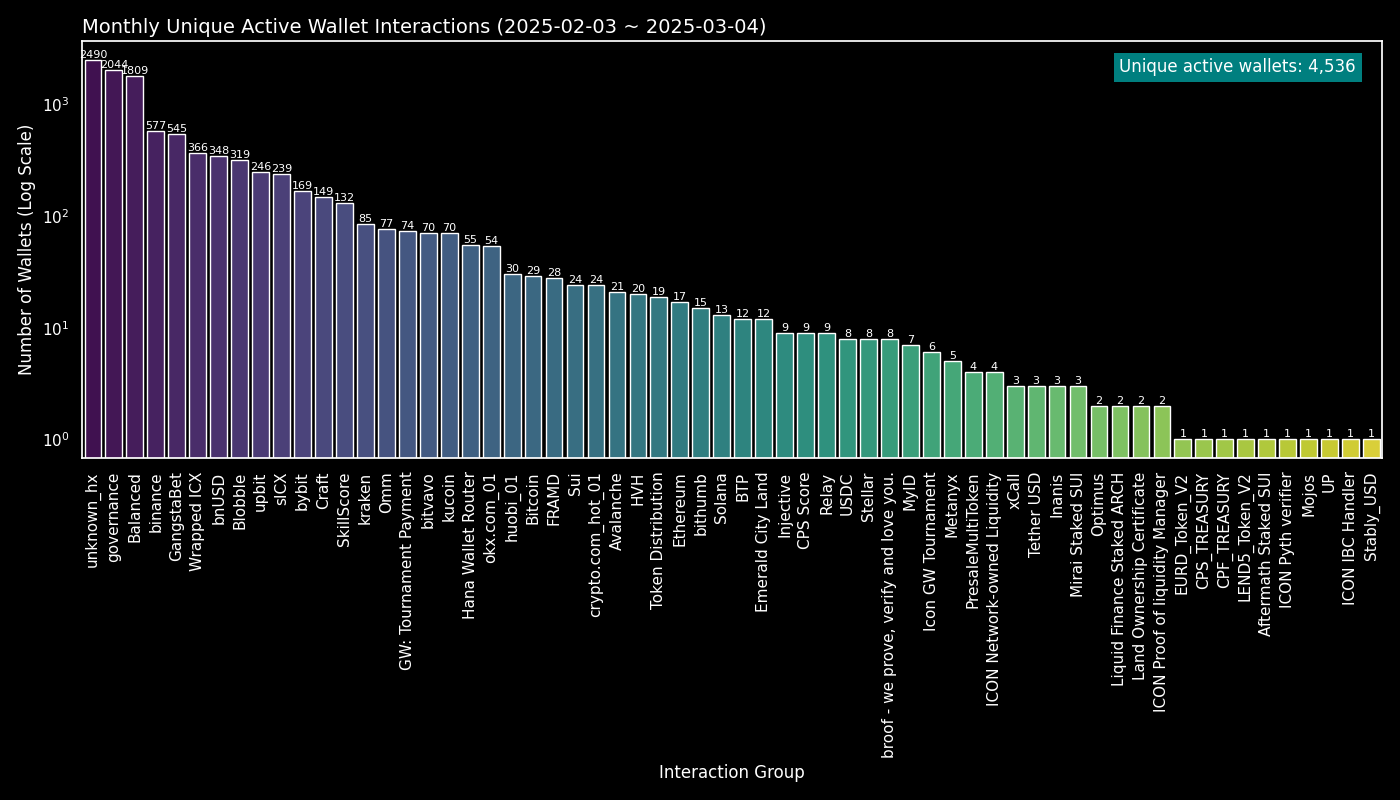 Monthly Unique Active Wallet Interactions (2025-02-03 ~ 2025-03-04)
Unique active wallets: 4,536
Number of Wallets (Log Scale)
10³
10²
10¹
10⁰
2490
2044
1809
577
545
366
348
319
246
239
169
149
132
85
77
74
70
70
55
54
30
29
28
24
24
21
20
19
17
15
13
12
12
9
9
9
8
8
8
7
6
5
4
4
3
3
3
3
2
2
2
2
1
1
1
1
1
1
1
1
1
1
unknown_hx
governance
Balanced
binance
GangstaBet
Wrapped ICX
bnUSD
Blobble
upbit
sICX
bybit
Craft
SkillScore
kraken
Omm
GW: Tournament Payment
bitvavo
kucoin
Hana Wallet Router
okx.com_01
huobi_01
Bitcoin
FRAMD
Sui
crypto.com_hot_01
Avalanche
HVH
Token Distribution
Ethereum
bithumb
Solana
BTP
Emerald City Land
Injective
CPS Score
Relay
USDC
Stellar
broof - we prove, verify and love you.
MyID
Icon GW Tournament
Metanyx
PresaleMultiToken
ICON Network-owned Liquidity
xCall
Tether USD
Inanis
Mirai Staked SUI
Optimus
Liquid Finance Staked ARCH
Land Ownership Certificate
ICON Proof of liquidity Manager
EURD_Token_V2
CPS_TREASURY
CPF_TREASURY
LEND5_Token_V2
Aftermath Staked SUI
ICON Pyth verifier
Mojos
UP
ICON IBC Handler
Stably_USD
Interaction Group